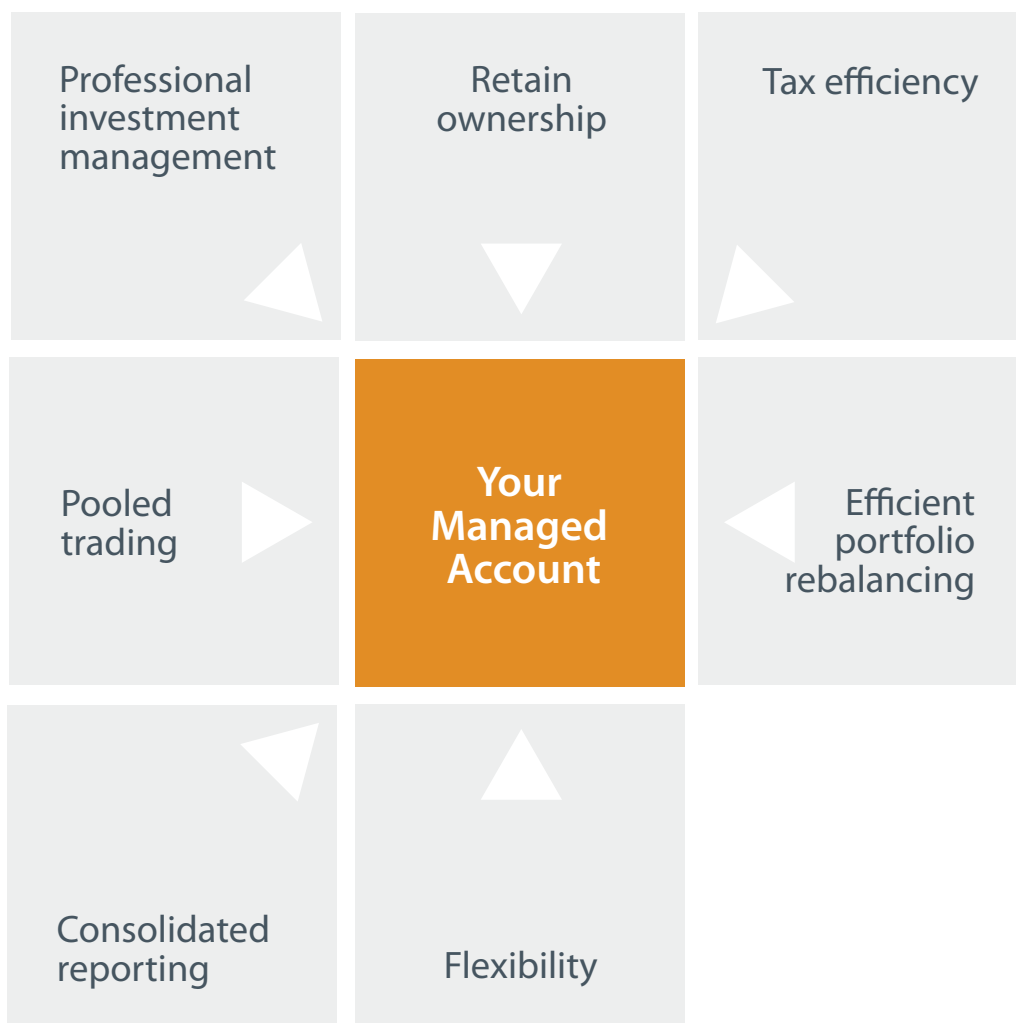 Professional
investment
management
Retain
ownership
Tax efficiency
Pooled
trading
Your
Managed
Account
Efficient
portfolio
rebalancing
Consolidated
reporting
Flexibility